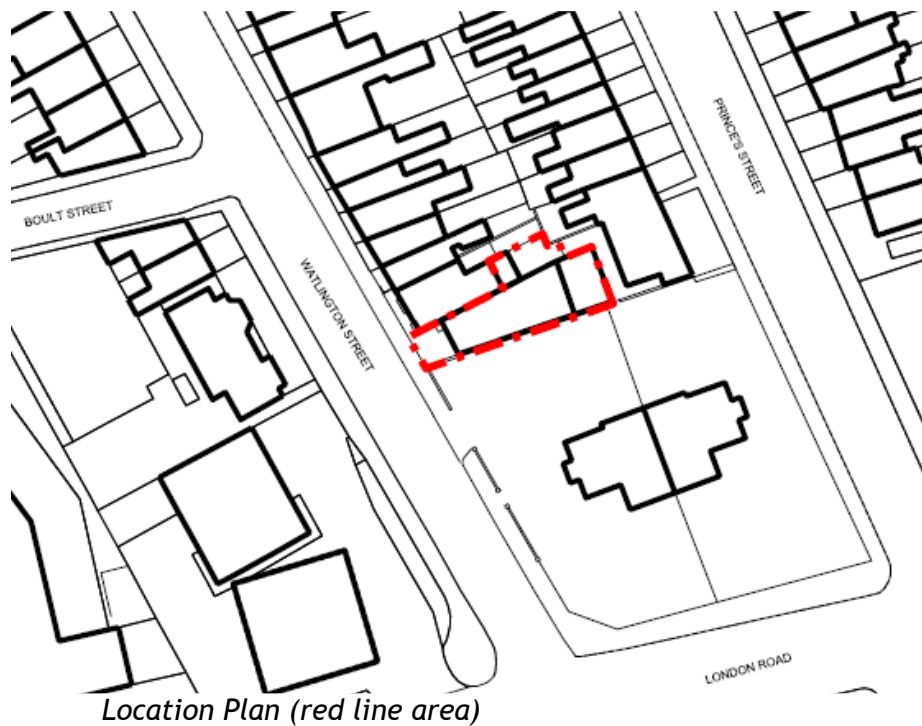 PRINCE'S STREET
BOULT STREET
WATLINGTON STREET
LONDON ROAD
Location Plan (red line area)